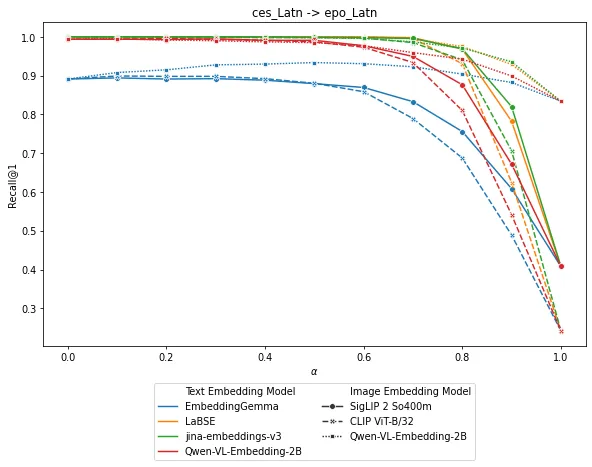 ces_Latn -> epo_Latn
Recall@1
1.0
0.9
0.8
0.7
0.6
0.5
0.4
0.3
0.0 0.2 0.4 0.6 0.8 1.0
α
Text Embedding Model
EmbeddingGemma
LaBSE
jina-embeddings-v3
Qwen-VL-Embedding-2B
Image Embedding Model
SigLIP 2 So400m
CLIP ViT-B/32
Qwen-VL-Embedding-2B